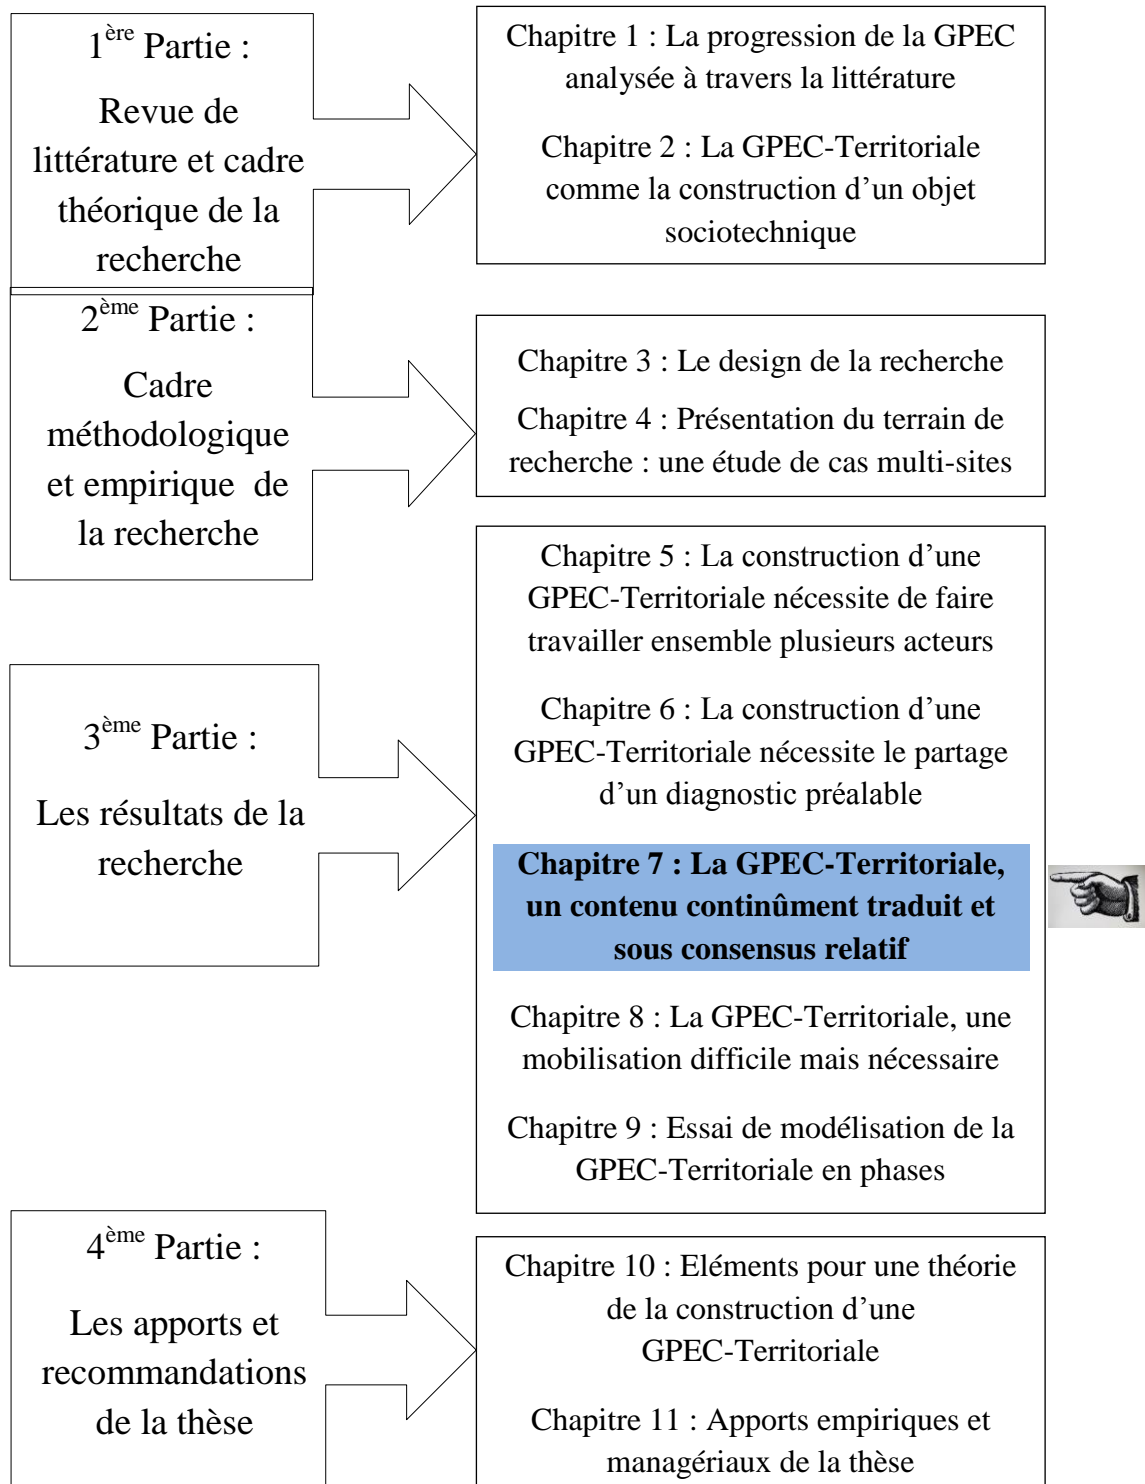 1ère Partie :
Revue de
littérature et cadre
théorique de la
recherche
Chapitre 1 : La progression de la GPEC
analysée à travers la littérature
Chapitre 2 : La GPEC-Territoriale
comme la construction d’un objet
sociotechnique
2ème Partie :
Cadre
méthodologique
et empirique de
la recherche
Chapitre 3 : Le design de la recherche
Chapitre 4 : Présentation du terrain de
recherche : une étude de cas multi-sites
3ème Partie :
Les résultats de la
recherche
Chapitre 5 : La construction d’une
GPEC-Territoriale nécessite de faire
travailler ensemble plusieurs acteurs
Chapitre 6 : La construction d’une
GPEC-Territoriale nécessite le partage
d’un diagnostic préalable
Chapitre 7 : La GPEC-Territoriale,
un contenu continûment traduit et
sous consensus relatif
Chapitre 8 : La GPEC-Territoriale, une
mobilisation difficile mais nécessaire
Chapitre 9 : Essai de modélisation de la
GPEC-Territoriale en phases
4ème Partie :
Les apports et
recommandations
de la thèse
Chapitre 10 : Eléments pour une théorie
de la construction d’une
GPEC-Territoriale
Chapitre 11 : Apports empiriques et
managériaux de la thèse